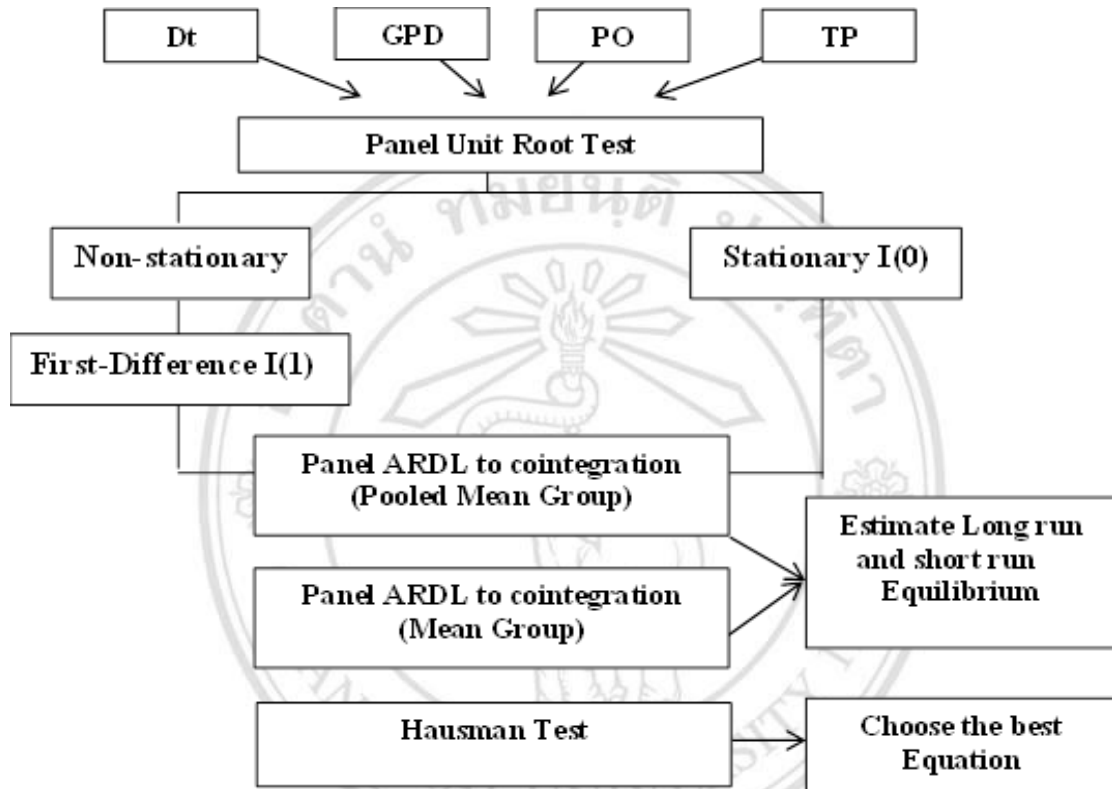 Dt
GPD
PO
TP
Panel Unit Root Test
Non-stationary
Stationary I(0)
First-Difference I(1)
Panel ARDL to cointegration
(Pooled Mean Group)
Estimate Long run
and short run
Equilibrium
Panel ARDL to cointegration
(Mean Group)
Hausman Test
Choose the best
Equation